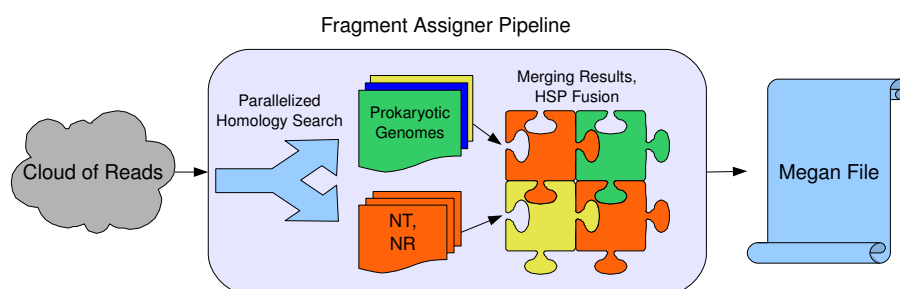 Fragment Assigner Pipeline
Cloud of Reads
Parallelized
Homology Search
Prokaryotic
Genomes
NT,
NR
Merging Results,
HSP Fusion
Megan File